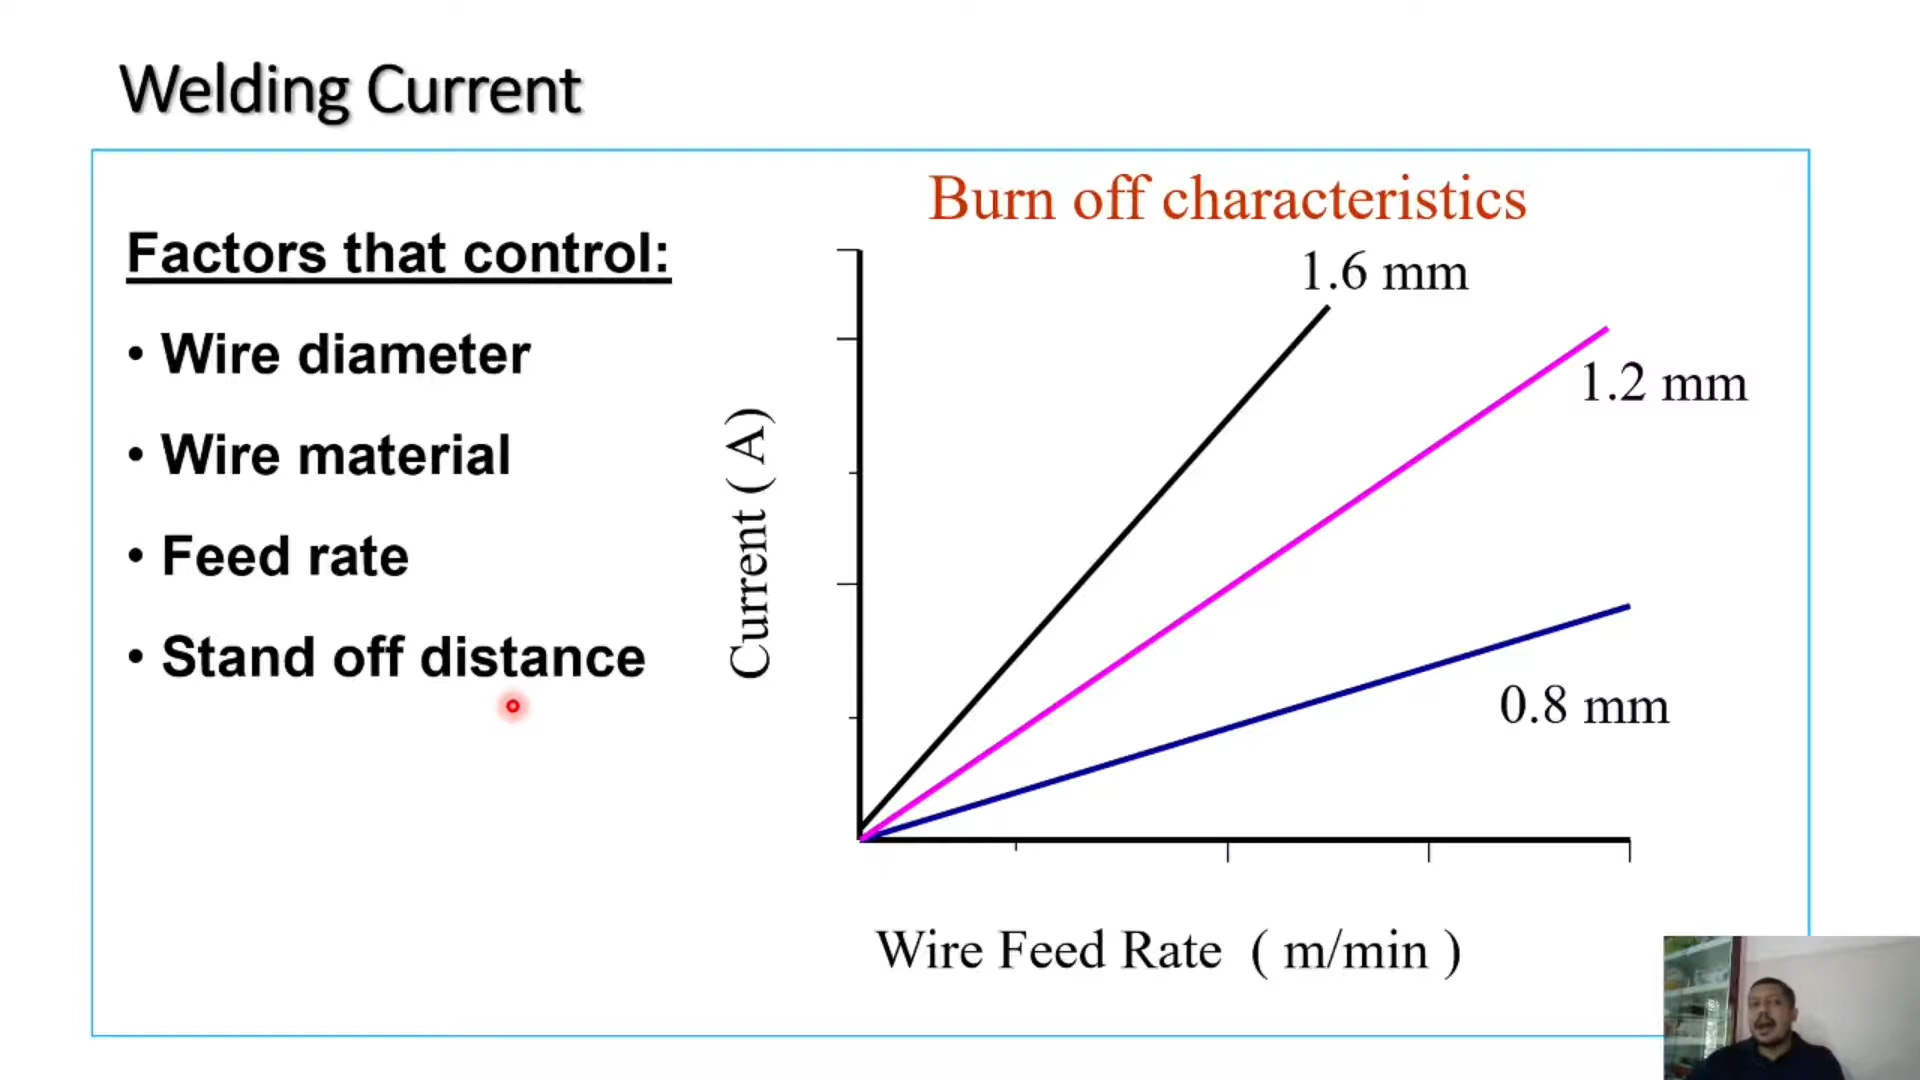 Welding Current
Factors that control:
• Wire diameter
• Wire material
• Feed rate
• Stand off distance
Burn off characteristics
1.6 mm
1.2 mm
0.8 mm
Current ( A)
Wire Feed Rate ( m/min )